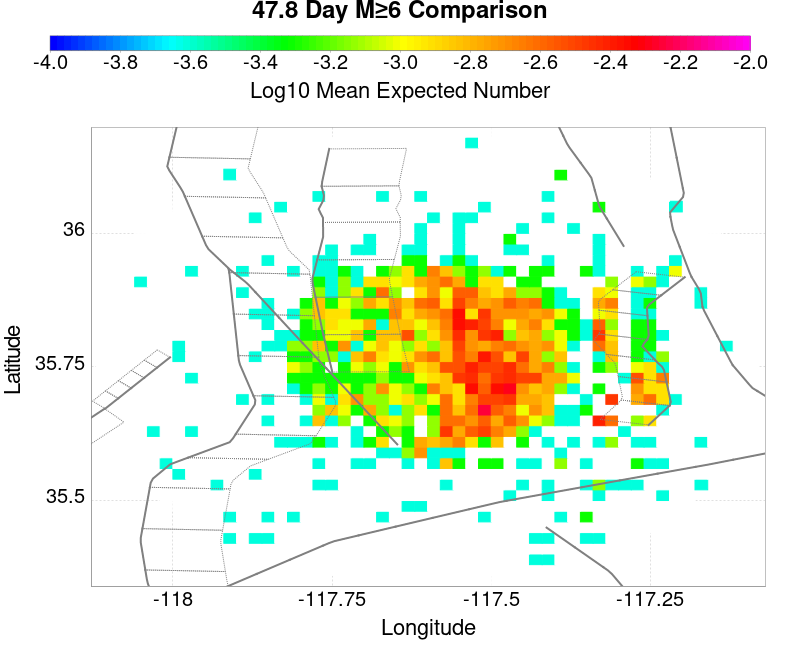 47.8 Day M≥6 Comparison
-4.0 -3.8 -3.6 -3.4 -3.2 -3.0 -2.8 -2.6 -2.4 -2.2 -2.0
Log10 Mean Expected Number
36
35.75
35.5
Latitude
-118 -117.75 -117.5 -117.25
Longitude